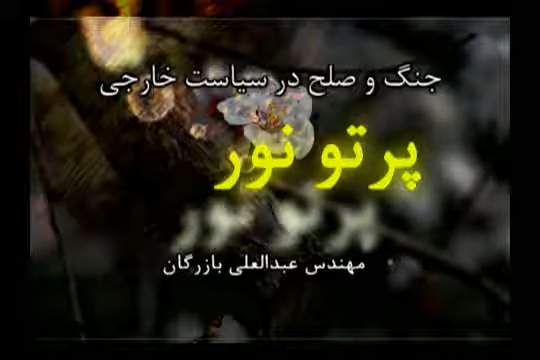 جنگ و صلح در سیاست خارجی
پرتو نور
مهندس عبدالعلی بازرگان